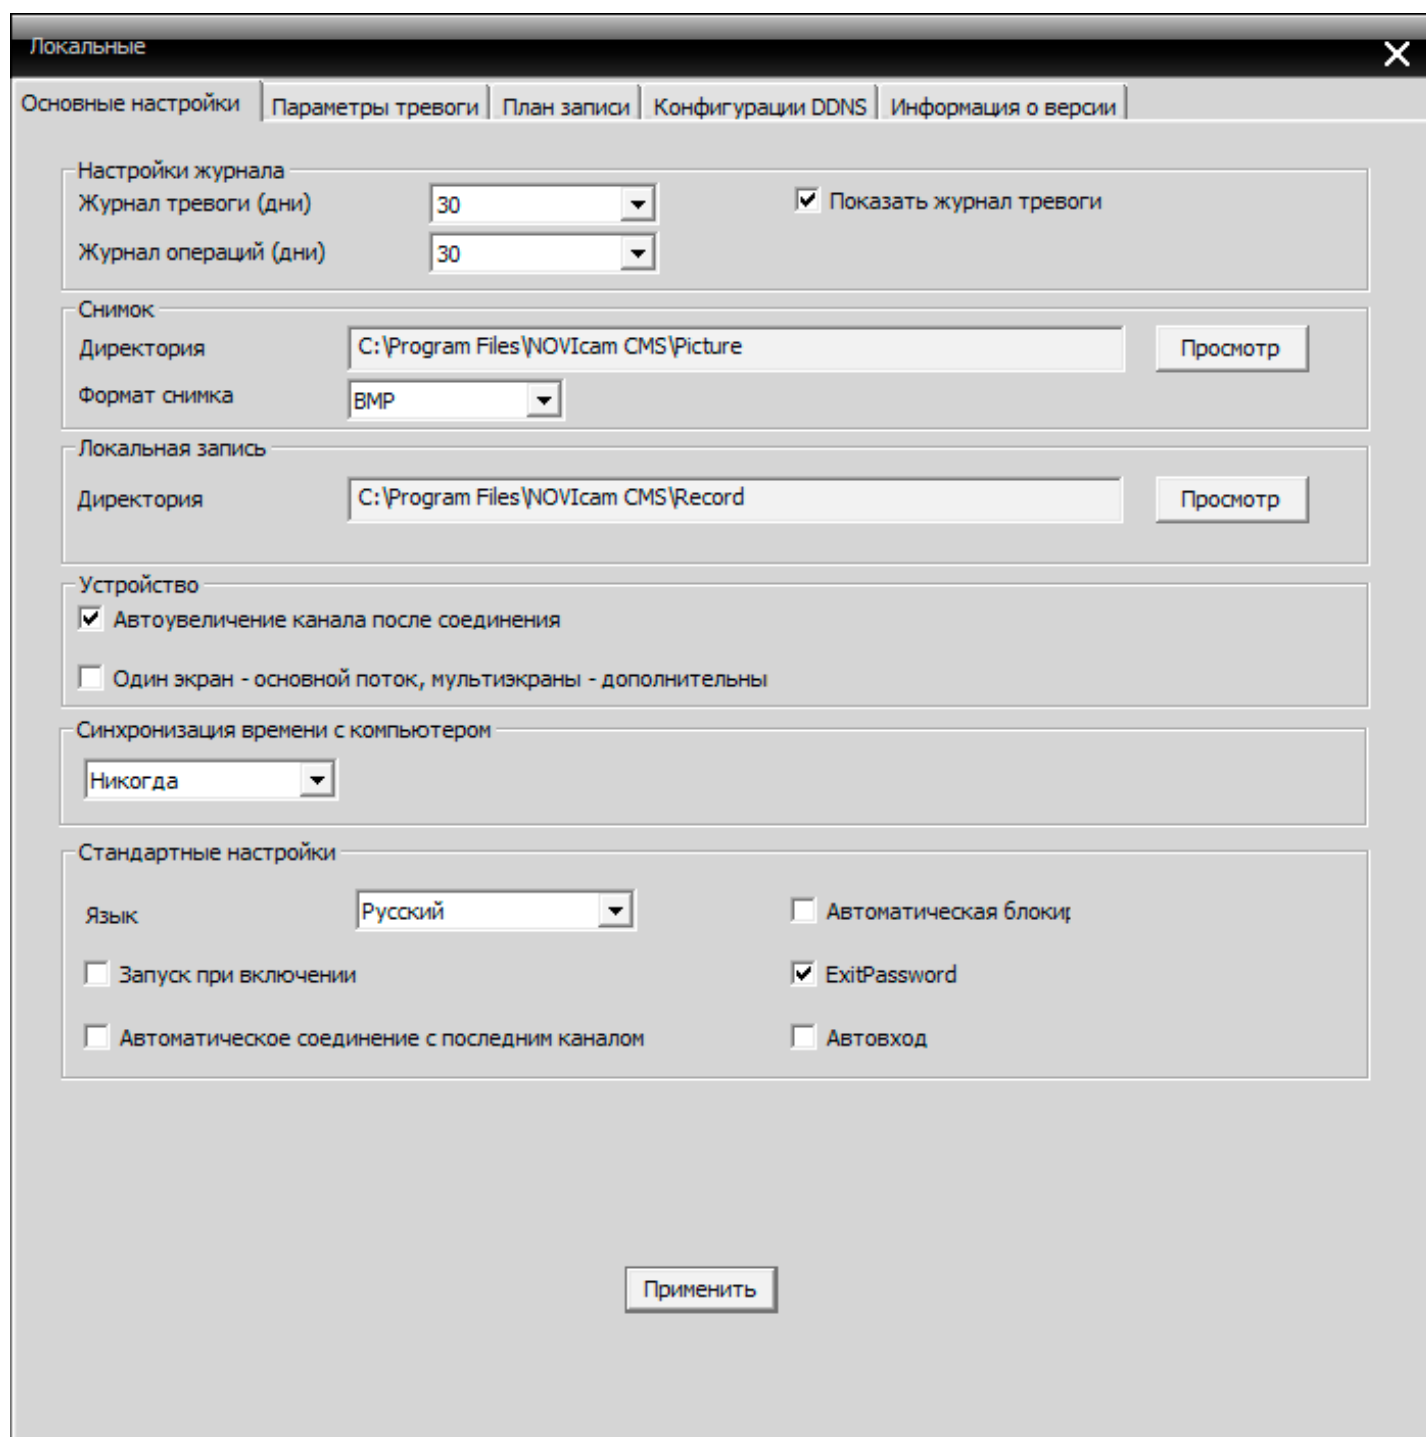 Локальные
Основные настройки Параметры тревоги План записи Конфигурации DDNS Информация о версии
Настройки журнала
Журнал тревоги (дни) 30 Показать журнал тревоги
Журнал операций (дни) 30
Снимок
Директория C:\Program Files\NOVIcam CMS\Picture Просмотр
Формат снимка BMP
Локальная запись
Директория C:\Program Files\NOVIcam CMS\Record Просмотр
Устройство
Автоувеличение канала после соединения
Один экран - основной поток, мультиэкраны - дополнительны
Синхронизация времени с компьютером
Никогда
Стандартные настройки
Язык Русский Автоматическая блокир
Запуск при включении ExitPassword
Автоматическое соединение с последним каналом Автовход
Применить